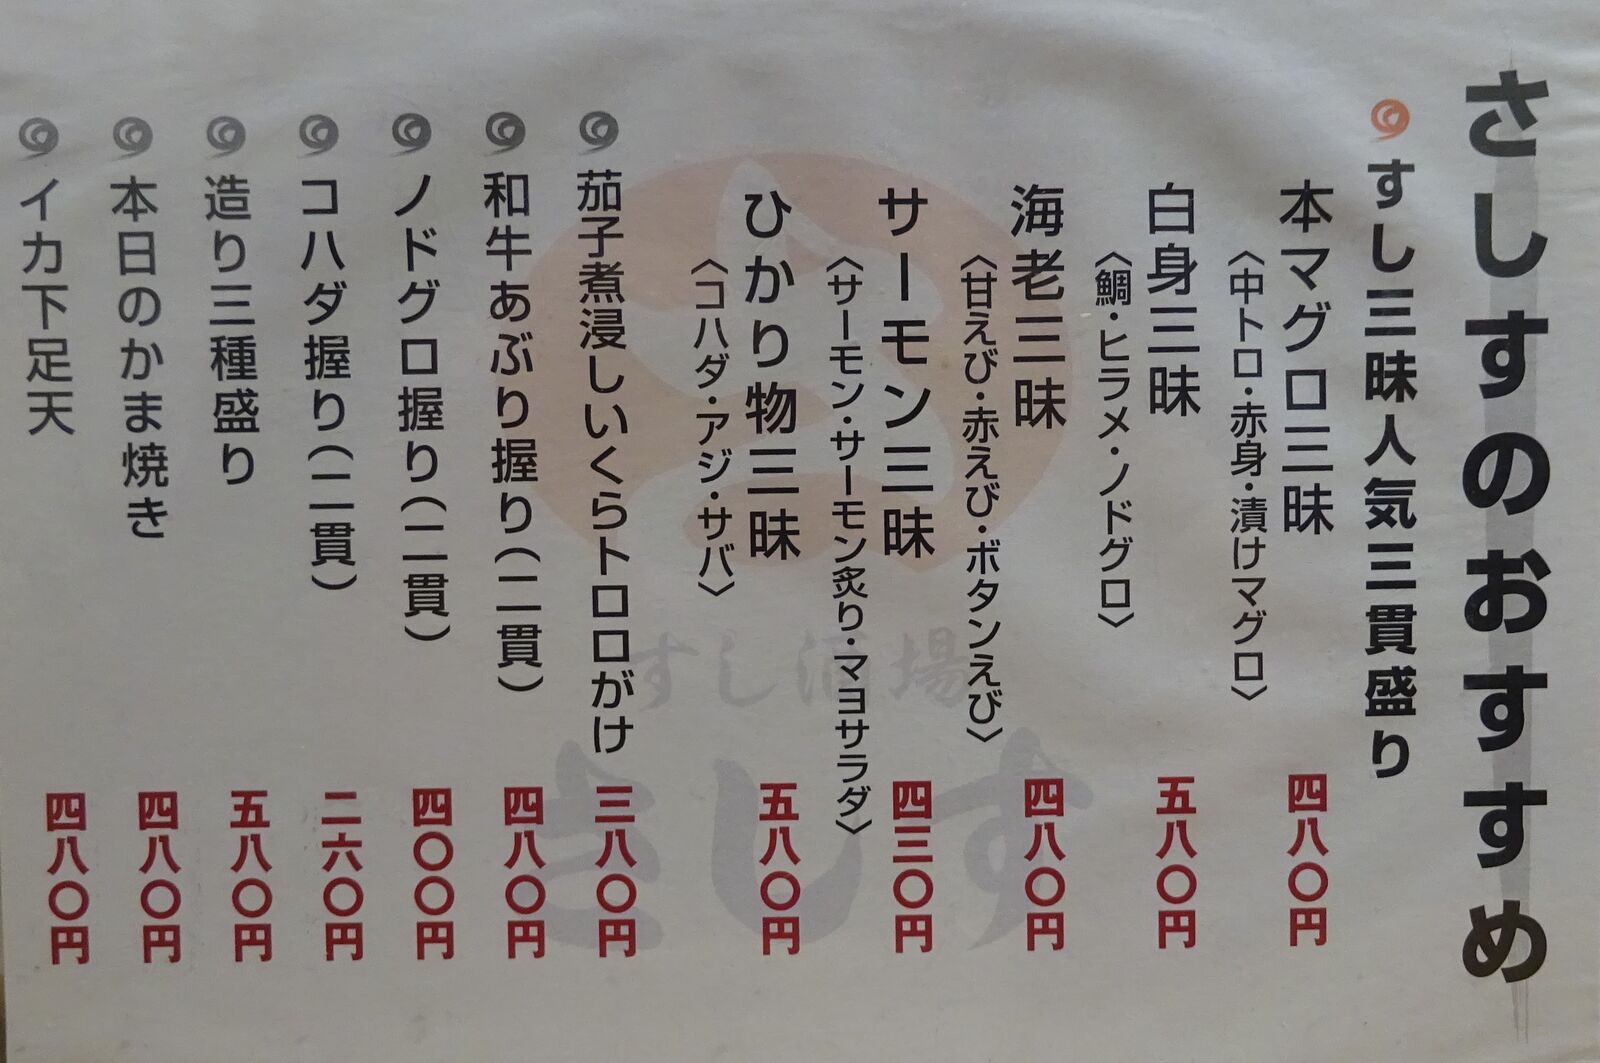 さしすのおすすめ
すし三昧人気三貫盛り
本マグロ三昧 四八〇円
〈中トロ・赤身・漬けマグロ〉
白身三昧 五八〇円
〈鯛・ヒラメ・ノドグロ〉
海老三昧 四八〇円
〈甘えび・赤えび・ボタンえび〉
サーモン三昧 四三〇円
〈サーモン・サーモン炙り・マヨサラダ〉
ひかり物三昧 五八〇円
〈コハダ・アジ・サバ〉
茄子煮浸しいくらトロロがけ 三八〇円
和牛あぶり握り(二貫) 四八〇円
ノドグロ握り(二貫) 四〇〇円
コハダ握り(二貫) 二六〇円
造り三種盛り 五八〇円
本日のかま焼き 四八〇円
イカ下足天 四八〇円
すし酒場
さしす